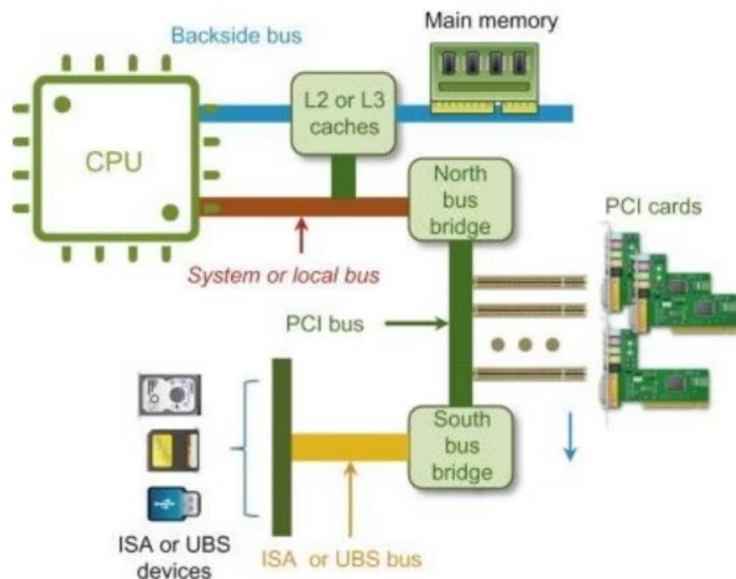 Main memory
Backside bus
L2 or L3
caches
CPU
North
bus
bridge
PCI cards
System or local bus
PCI bus
South
bus
bridge
ISA or UBS
devices
ISA or UBS bus